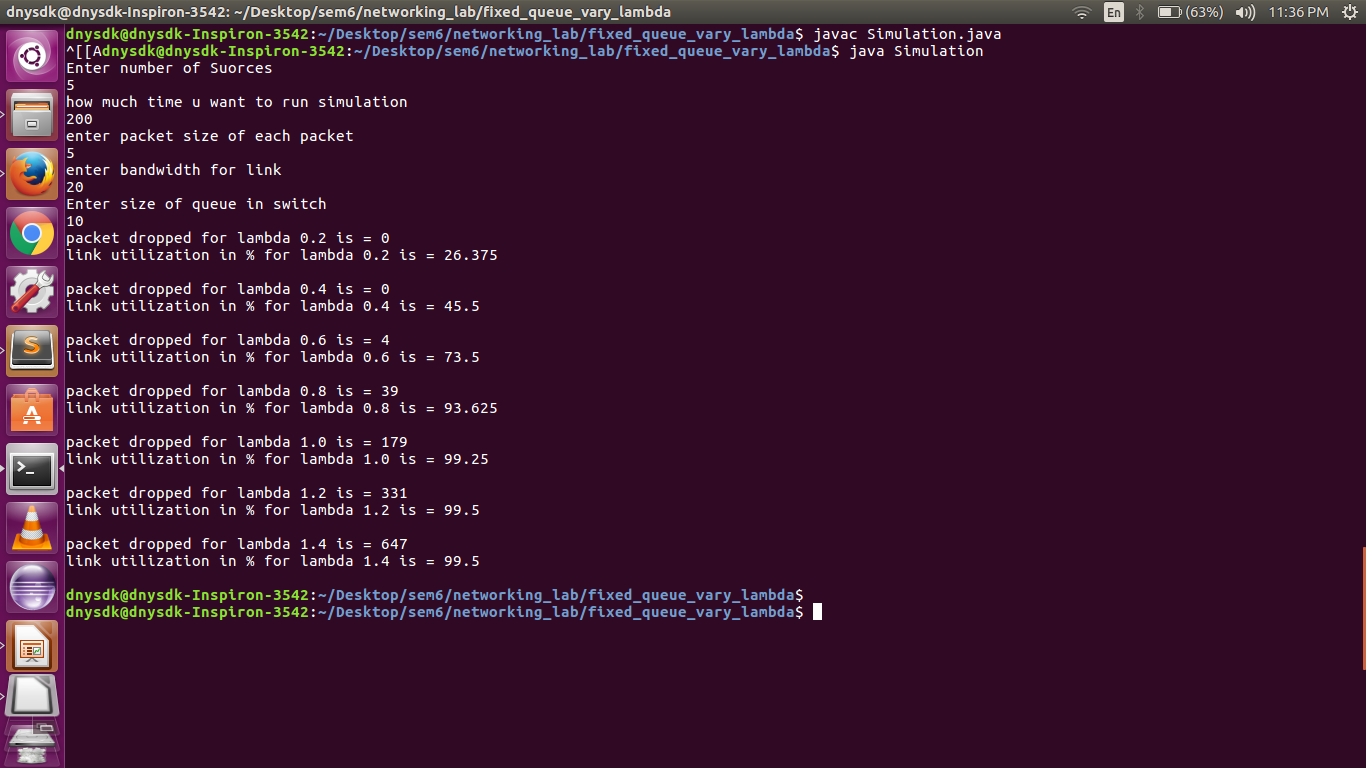 dnysdk@dnysdk-Inspiron-3542: ~/Desktop/sem6/networking_lab/fixed_queue_vary_lambda
En (63%) 11:36 PM
dnysdk@dnysdk-Inspiron-3542:~/Desktop/sem6/networking_lab/fixed_queue_vary_lambda$ javac Simulation.java
^[[Adnysdk@dnysdk-Inspiron-3542:~/Desktop/sem6/networking_lab/fixed_queue_vary_lambda$ java Simulation
Enter number of Suorces
5
how much time u want to run simulation
200
enter packet size of each packet
5
enter bandwidth for link
20
Enter size of queue in switch
10
packet dropped for lambda 0.2 is = 0
link utilization in % for lambda 0.2 is = 26.375
packet dropped for lambda 0.4 is = 0
link utilization in % for lambda 0.4 is = 45.5
packet dropped for lambda 0.6 is = 4
link utilization in % for lambda 0.6 is = 73.5
packet dropped for lambda 0.8 is = 39
link utilization in % for lambda 0.8 is = 93.625
packet dropped for lambda 1.0 is = 179
link utilization in % for lambda 1.0 is = 99.25
packet dropped for lambda 1.2 is = 331
link utilization in % for lambda 1.2 is = 99.5
packet dropped for lambda 1.4 is = 647
link utilization in % for lambda 1.4 is = 99.5
dnysdk@dnysdk-Inspiron-3542:~/Desktop/sem6/networking_lab/fixed_queue_vary_lambda$
dnysdk@dnysdk-Inspiron-3542:~/Desktop/sem6/networking_lab/fixed_queue_vary_lambda$